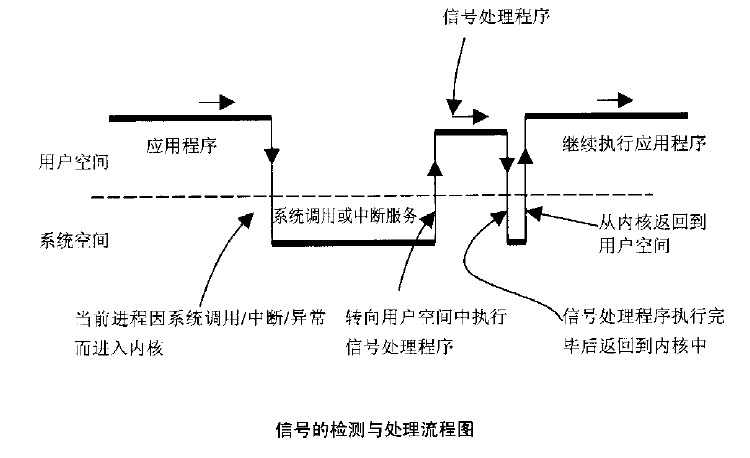 信号处理程序
应用程序
继续执行应用程序
用户空间
系统调用或中断服务
从内核返回到
用户空间
系统空间
当前进程因系统调用/中断/异常
而进入内核
转向用户空间中执行
信号处理程序
信号处理程序执行完
毕后返回到内核中
信号的检测与处理流程图